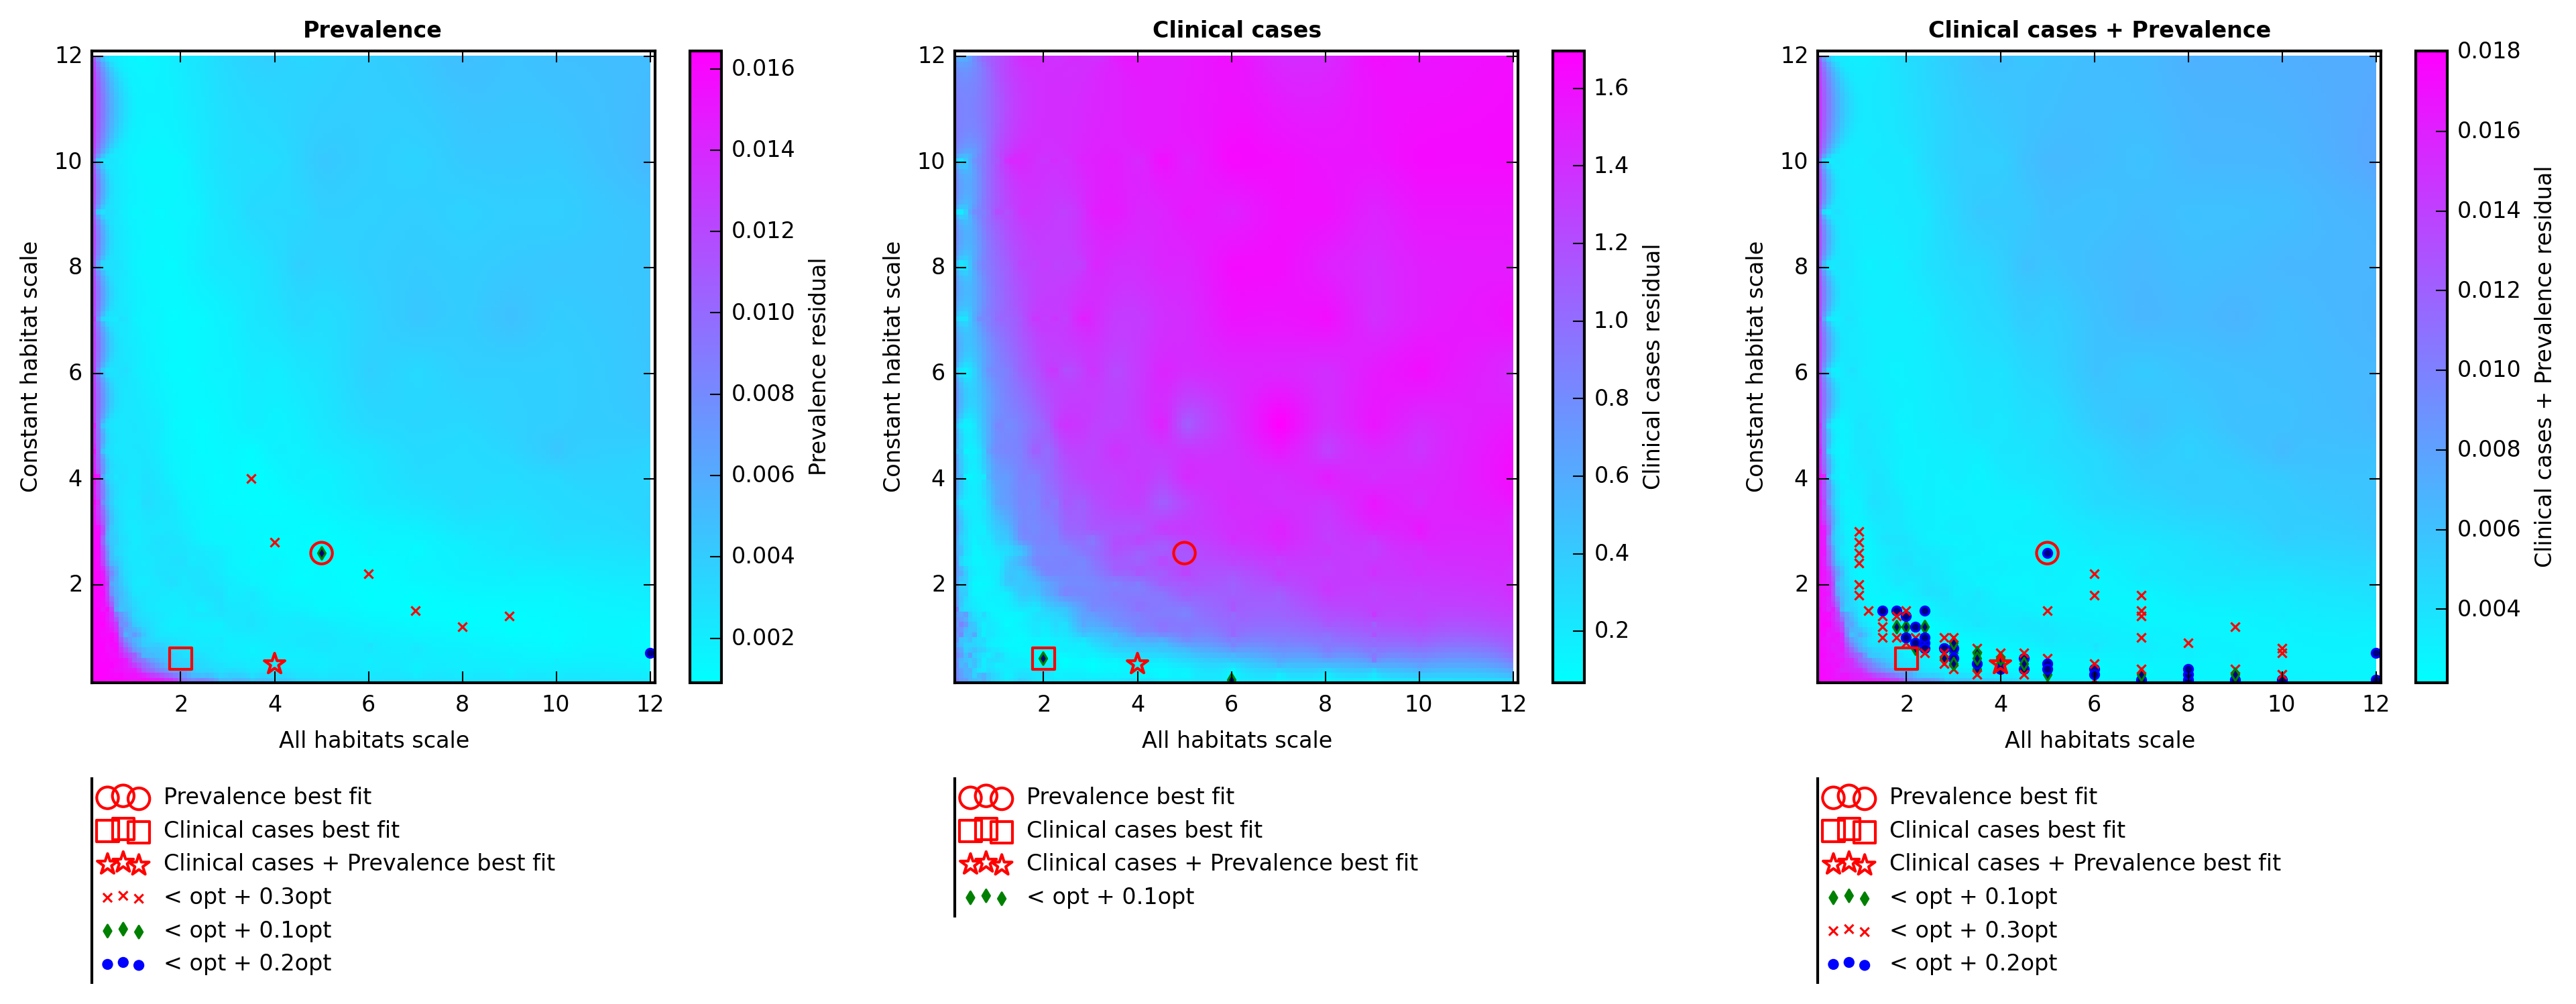 Prevalence
12
10
8
6
4
2
2 4 6 8 10 12
Constant habitat scale
All habitats scale
0.016
0.014
0.012
0.010
0.008
0.006
0.004
0.002
Prevalence residual
Prevalence best fit
Clinical cases best fit
Clinical cases + Prevalence best fit
< opt + 0.3opt
< opt + 0.1opt
< opt + 0.2opt
Clinical cases
12
10
8
6
4
2
2 4 6 8 10 12
Constant habitat scale
All habitats scale
1.6
1.4
1.2
1.0
0.8
0.6
0.4
0.2
Clinical cases residual
Prevalence best fit
Clinical cases best fit
Clinical cases + Prevalence best fit
< opt + 0.1opt
Clinical cases + Prevalence
12
10
8
6
4
2
2 4 6 8 10 12
Constant habitat scale
All habitats scale
0.018
0.016
0.014
0.012
0.010
0.008
0.006
0.004
Clinical cases + Prevalence residual
Prevalence best fit
Clinical cases best fit
Clinical cases + Prevalence best fit
< opt + 0.1opt
< opt + 0.3opt
< opt + 0.2opt